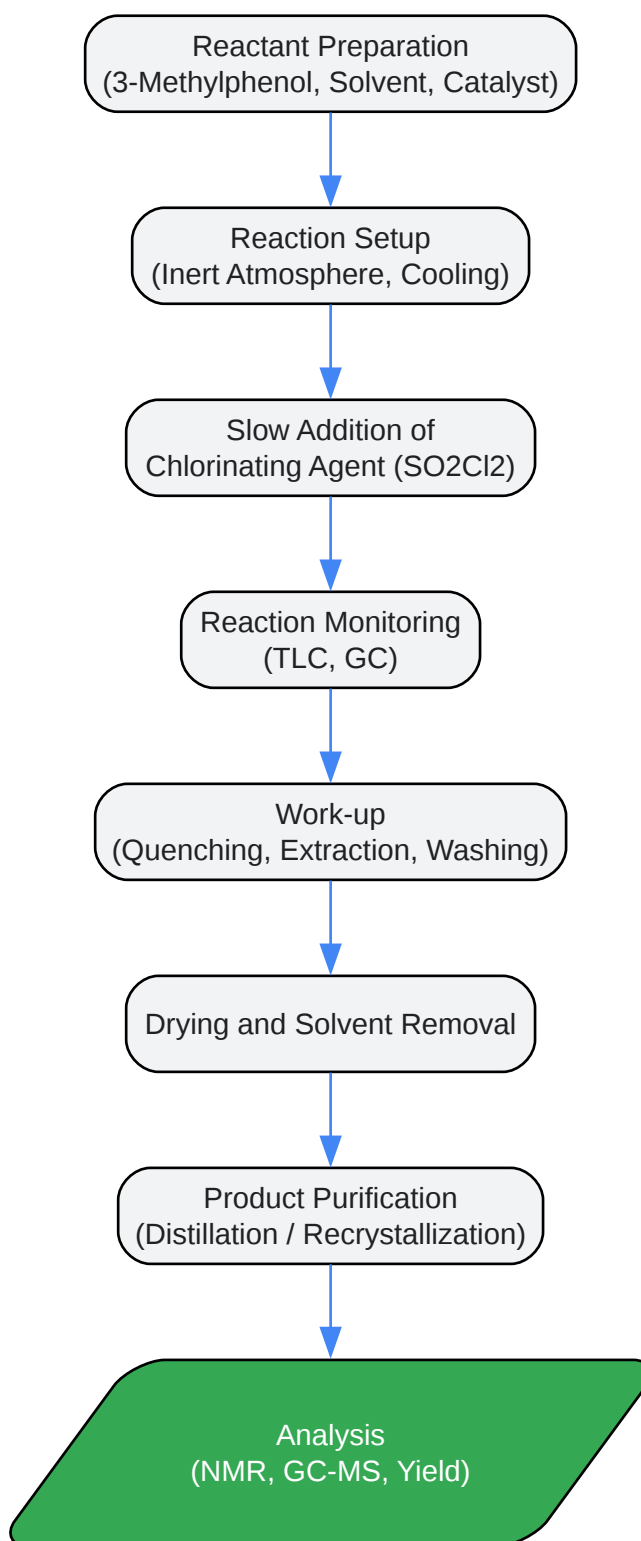 Reactant Preparation
(3-Methylphenol, Solvent, Catalyst)
Reaction Setup
(Inert Atmosphere, Cooling)
Slow Addition of
Chlorinating Agent (SO2Cl2)
Reaction Monitoring
(TLC, GC)
Work-up
(Quenching, Extraction, Washing)
Drying and Solvent Removal
Product Purification
(Distillation / Recrystallization)
Analysis
(NMR, GC-MS, Yield)